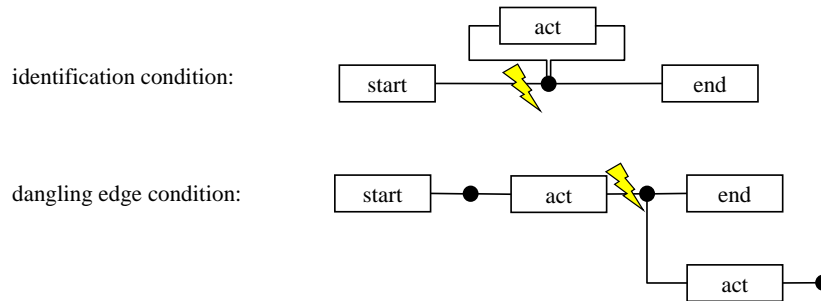 act
identification condition:
start
end
dangling edge condition:
start
act
end
act